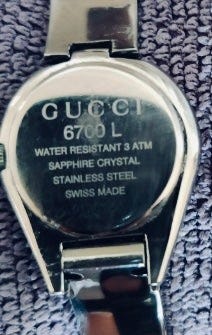 GUCCI
6700 L
WATER RESISTANT 3 ATM
SAPPHIRE CRYSTAL
STAINLESS STEEL
SWISS MADE